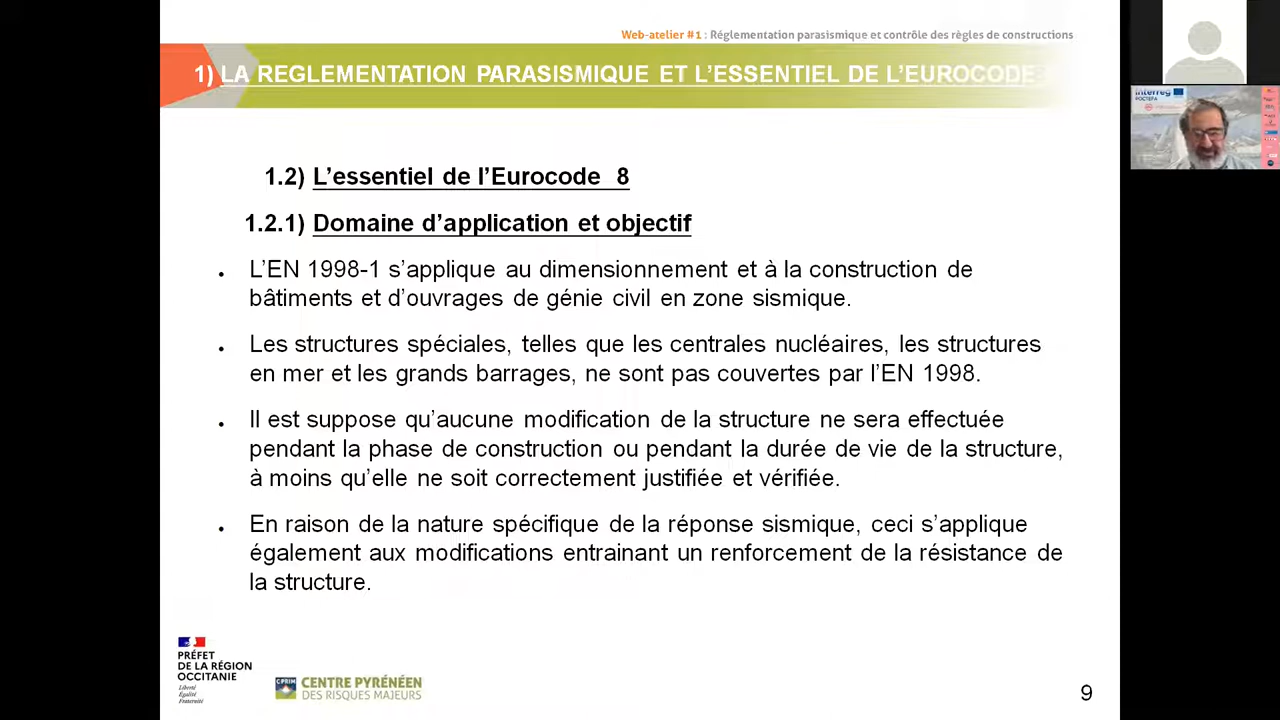 Web-atelier #1 : Réglementation parasismique et contrôle des règles de constructions
1) LA REGLEMENTATION PARASISMIQUE ET L’ESSENTIEL DE L’EUROCODE 8
Interreg
POCTEFA
1.2) L’essentiel de l’Eurocode 8
1.2.1) Domaine d’application et objectif
• L’EN 1998-1 s’applique au dimensionnement et à la construction de
bâtiments et d’ouvrages de génie civil en zone sismique.
• Les structures spéciales, telles que les centrales nucléaires, les structures
en mer et les grands barrages, ne sont pas couvertes par l’EN 1998.
• Il est suppose qu’aucune modification de la structure ne sera effectuée
pendant la phase de construction ou pendant la durée de vie de la structure,
à moins qu’elle ne soit correctement justifiée et vérifiée.
• En raison de la nature spécifique de la réponse sismique, ceci s’applique
également aux modifications entrainant un renforcement de la résistance de
la structure.
PRÉFET
DE LA RÉGION
OCCITANIE
Liberté
Égalité
Fraternité
CPRIM
CENTRE PYRÉNÉEN
DES RISQUES MAJEURS
9